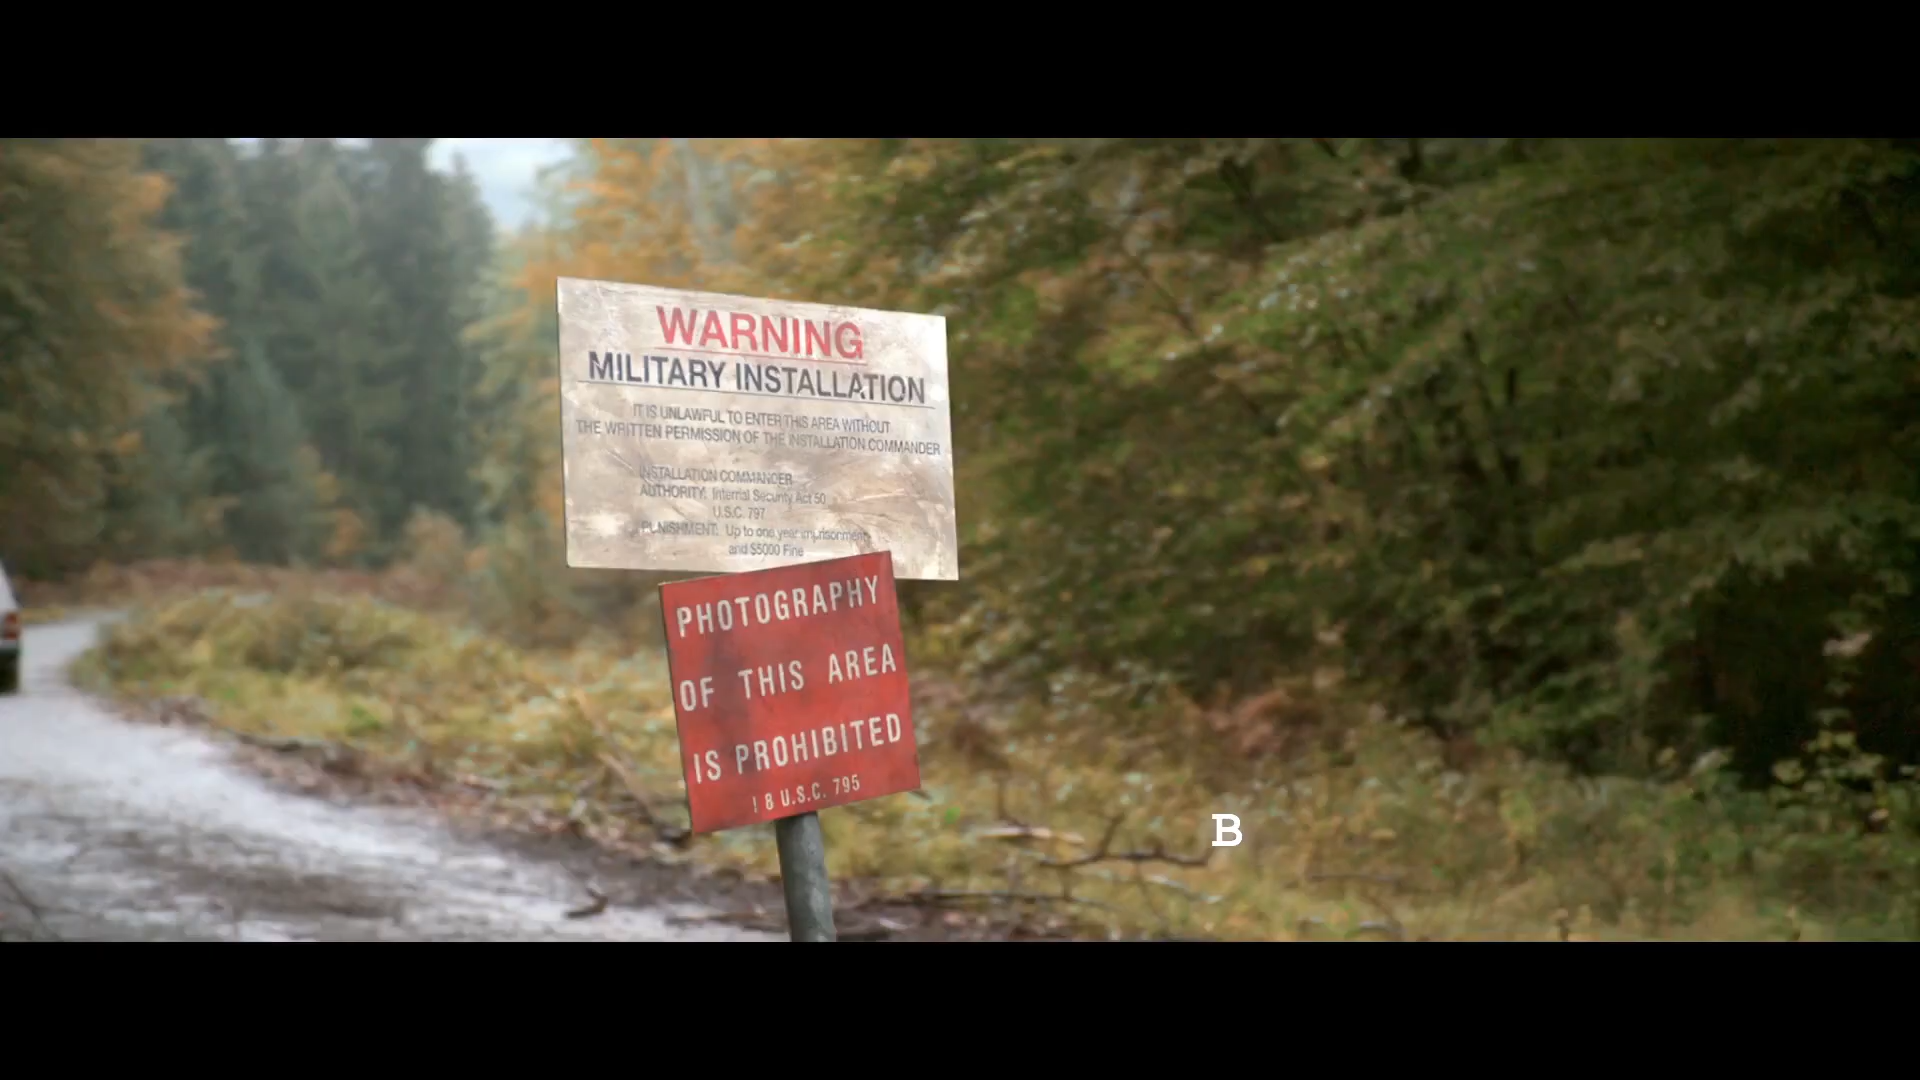 WARNING
MILITARY INSTALLATION
IT IS UNLAWFUL TO ENTER THIS AREA WITHOUT
THE WRITTEN PERMISSION OF THE INSTALLATION COMMANDER
INSTALLATION COMMANDER
AUTHORITY: Internal Security Act 50
U.S.C. 797
PUNISHMENT: Up to one year imprisonment
and $5000 Fine
PHOTOGRAPHY
OF THIS AREA
IS PROHIBITED
18 U.S.C. 795
B